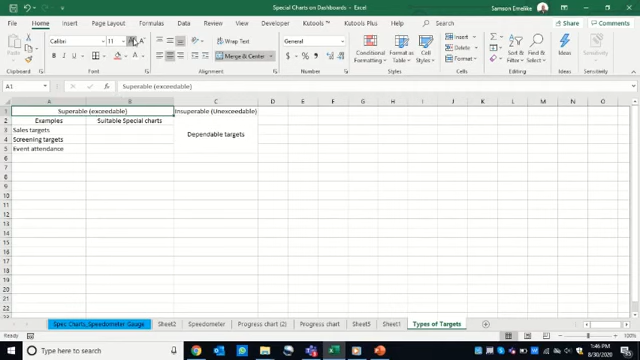 Special Charts on Dashboards - Excel
Samson Emelike
File Home Insert Page Layout Formulas Data Review View Developer Kutools ™ Kutools Plus Help Search Share Comments
Calibri 11 Wrap Text General Insert
Merge & Center Delete
Paste Conditional Format as Cell Format Sort & Find & Ideas Sensitivity
Formatting Table Styles Filter Select
Clipboard Font Alignment Number Styles Cells Editing Ideas Sensitivity
A1 Superable (exceedable)
A B C D E F G H I J K L M N O
1 Superable (exceedable) Insuperable (Unexceedable)
2 Examples Suitable Special charts
3 Sales targets Dependable targets
4 Screening targets
5 Event attendance
6
7
8
9
10
11
12
13
14
15
16
17
18
19
20
21
22
Spec Charts_Speedometer Gauge Sheet2 Speedometer Progress chart (2) Progress chart Sheet5 Sheet1 Types of Targets
Ready
Type here to search
1:46 PM
8/30/2020